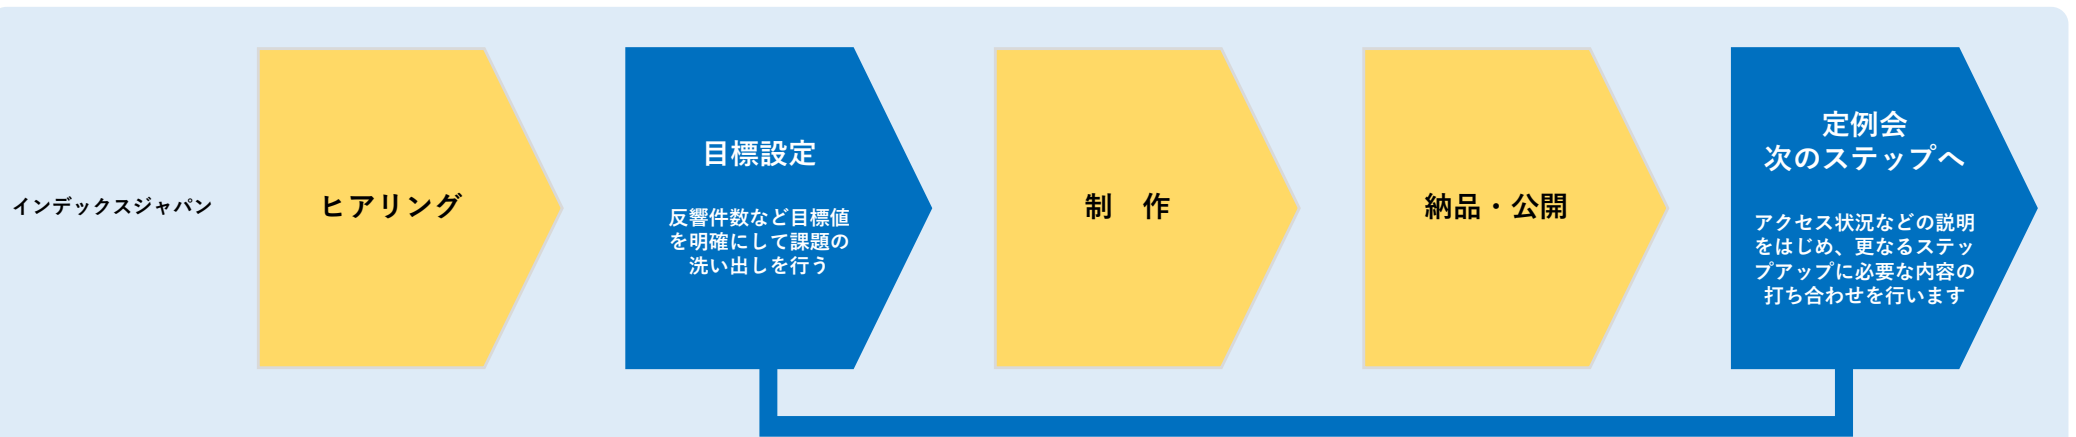 インデックスジャパン
ヒアリング
目標設定
反響件数など目標値
を明確にして課題の
洗い出しを行う
制　作
納品・公開
定例会
次のステップへ
アクセス状況などの説明
をはじめ、更なるステッ
プアップに必要な内容の
打ち合わせを行います